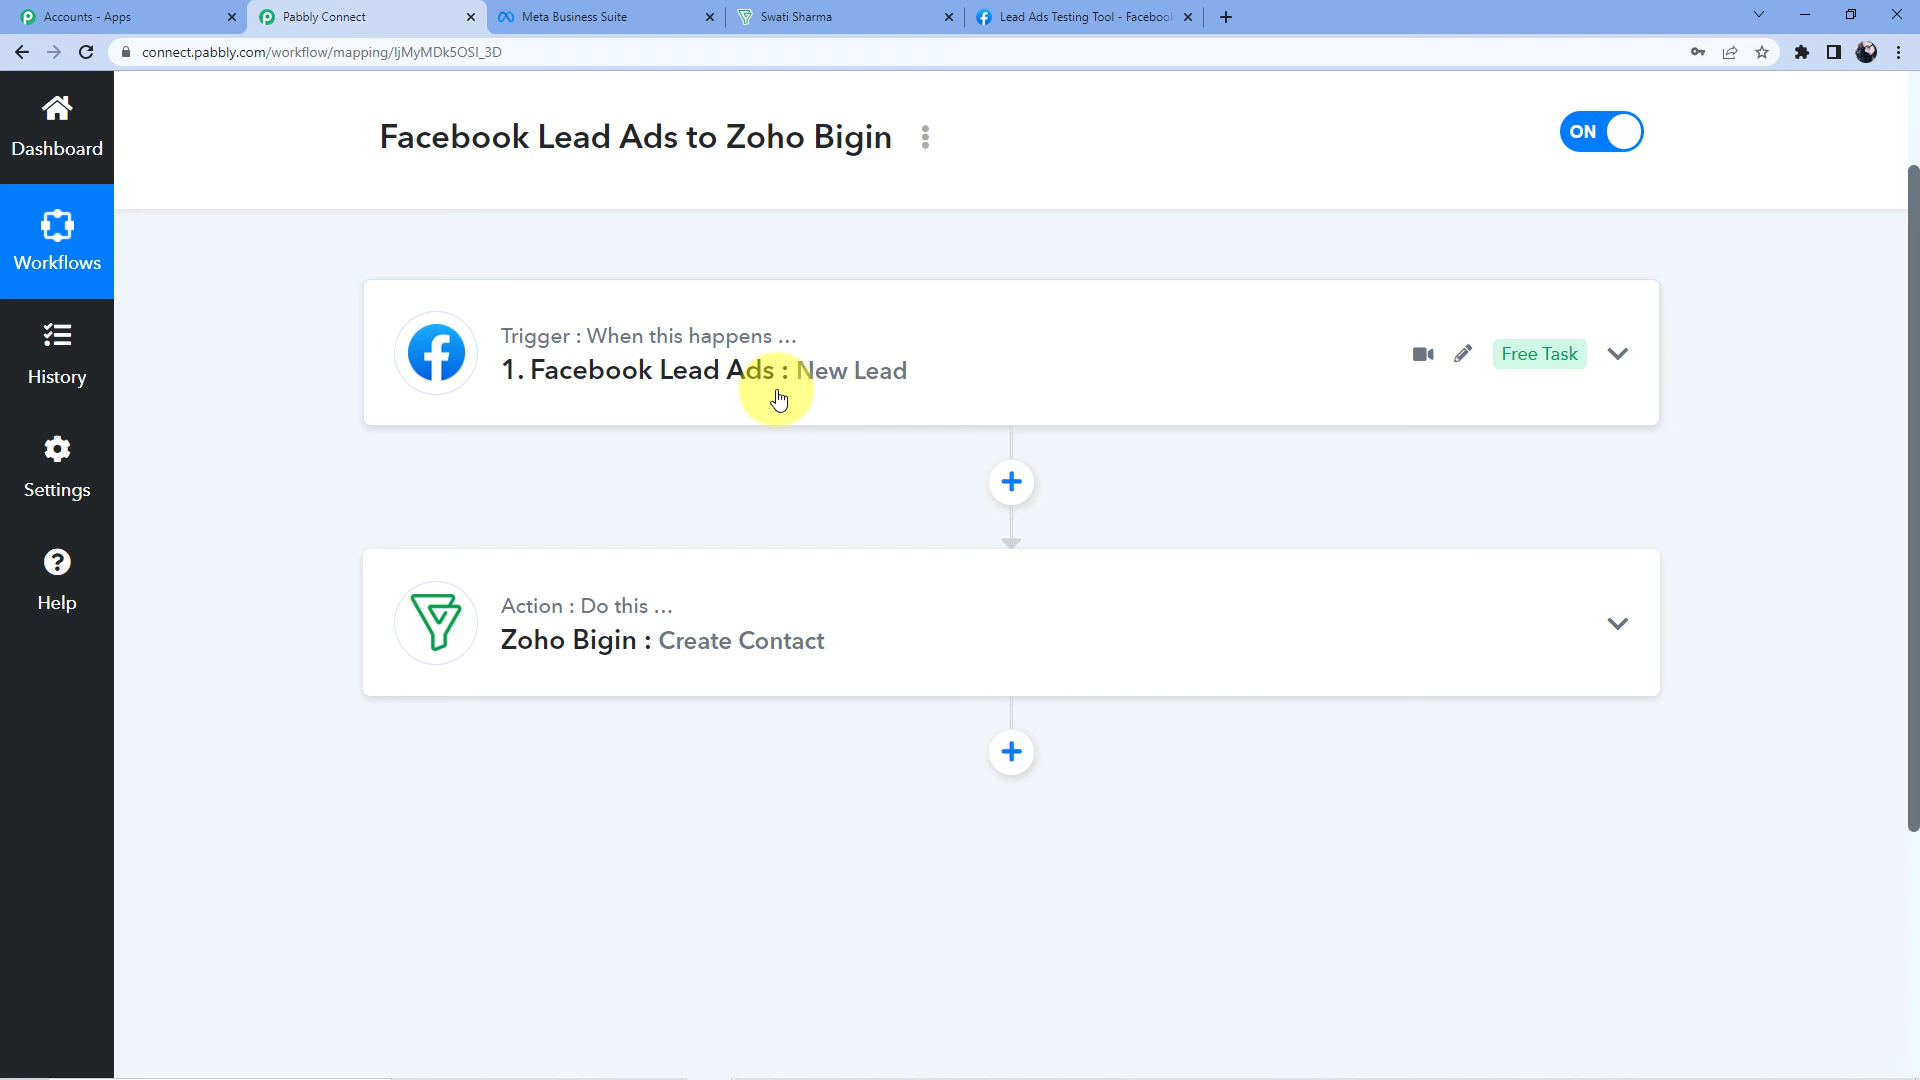 Accounts - Apps
Pabbly Connect
Meta Business Suite
Swati Sharma
Lead Ads Testing Tool - Facebook
connect.pabbly.com/workflow/mapping/IjMyMDk5OSI_3D
Dashboard
Workflows
History
Settings
Help
Facebook Lead Ads to Zoho Bigin
ON
Trigger : When this happens ...
1. Facebook Lead Ads : New Lead
Free Task
Action : Do this ...
Zoho Bigin : Create Contact